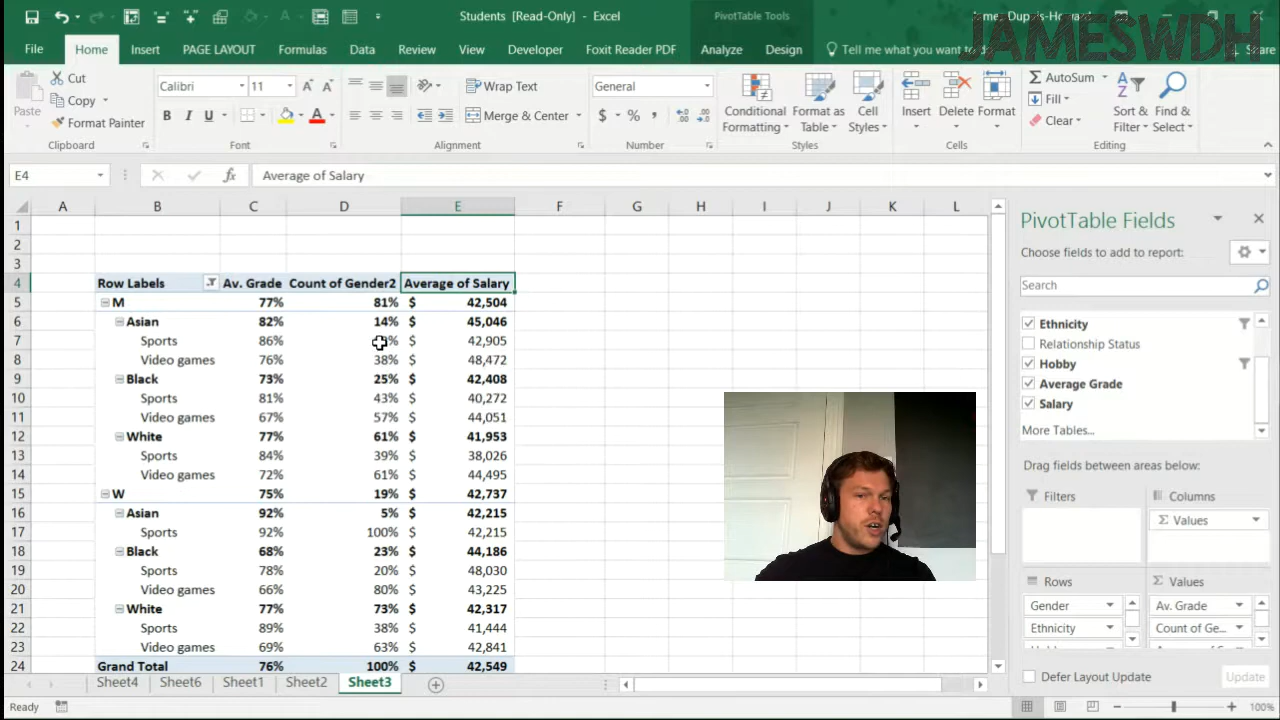 Students [Read-Only] - Excel
PivotTable Tools
JAMESWDH
File Home Insert PAGE LAYOUT Formulas Data Review View Developer Foxit Reader PDF Analyze Design Tell me what you want Share
Paste
Cut
Copy
Format Painter
Calibri 11
B I U
Wrap Text
Merge & Center
General
$ % ,
Conditional Formatting
Format as Table
Cell Styles
Insert Delete Format
AutoSum
Fill
Clear
Sort & Filter
Find & Select
Clipboard Font Alignment Number Styles Cells Editing
E4 fx Average of Salary
A B C D E F G H I J K L
1
2
3
4 Row Labels Av. Grade Count of Gender2 Average of Salary
5 M 77% 81% $ 42,504
6 Asian 82% 14% $ 45,046
7 Sports 86% % $ 42,905
8 Video games 76% 38% $ 48,472
9 Black 73% 25% $ 42,408
10 Sports 81% 43% $ 40,272
11 Video games 67% 57% $ 44,051
12 White 77% 61% $ 41,953
13 Sports 84% 39% $ 38,026
14 Video games 72% 61% $ 44,495
15 W 75% 19% $ 42,737
16 Asian 92% 5% $ 42,215
17 Sports 92% 100% $ 42,215
18 Black 68% 23% $ 44,186
19 Sports 78% 20% $ 48,030
20 Video games 66% 80% $ 43,225
21 White 77% 73% $ 42,317
22 Sports 89% 38% $ 41,444
23 Video games 69% 63% $ 42,841
24 Grand Total 76% 100% $ 42,549
Sheet4 Sheet6 Sheet1 Sheet2 Sheet3
Ready
100%
PivotTable Fields
Choose fields to add to report:
Search
Ethnicity
Relationship Status
Hobby
Average Grade
Salary
More Tables...
Drag fields between areas below:
Filters
Columns
Σ Values
Rows
Σ Values
Gender
Av. Grade
Ethnicity
Count of Ge...
Defer Layout Update
Update